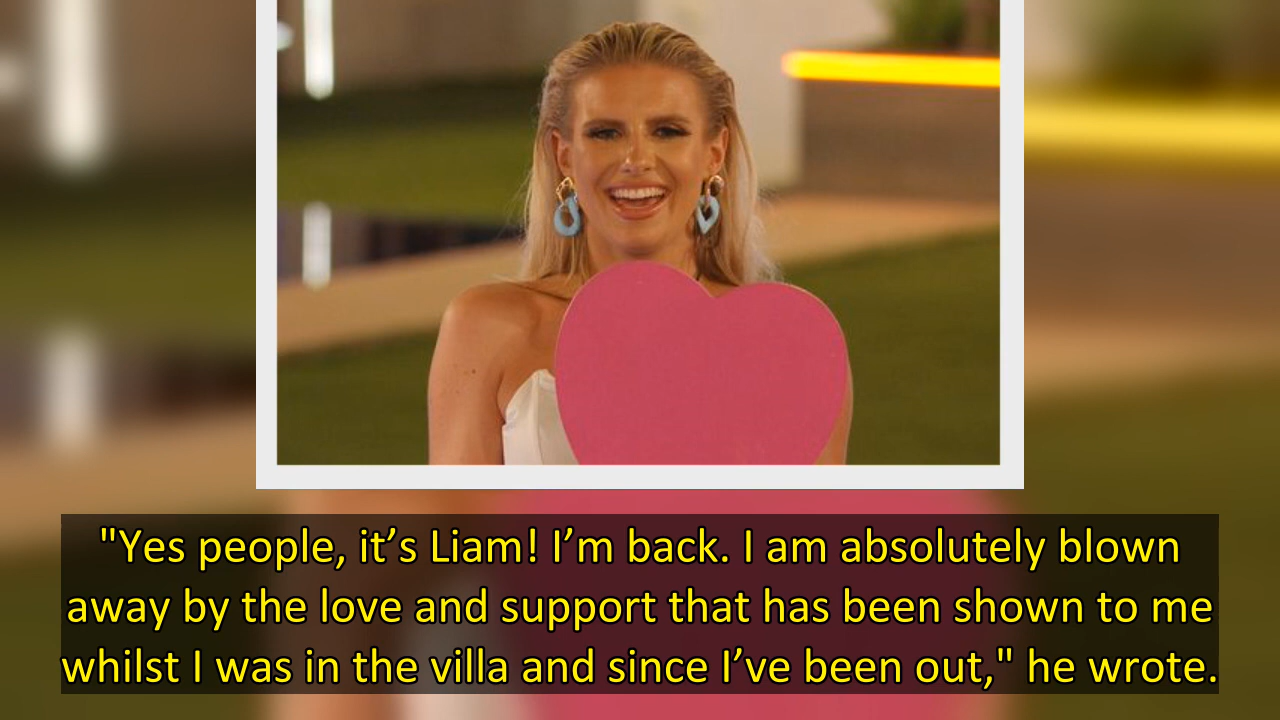 "Yes people, it’s Liam! I’m back. I am absolutely blown
away by the love and support that has been shown to me
whilst I was in the villa and since I’ve been out," he wrote.